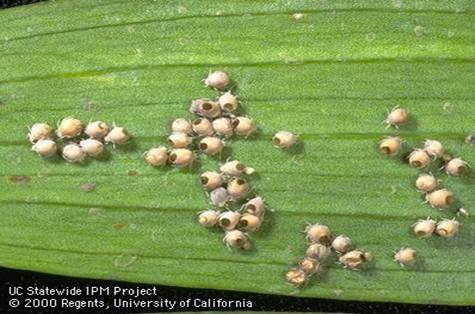 UC Statewide IPM Project
© 2000 Regents, University of California